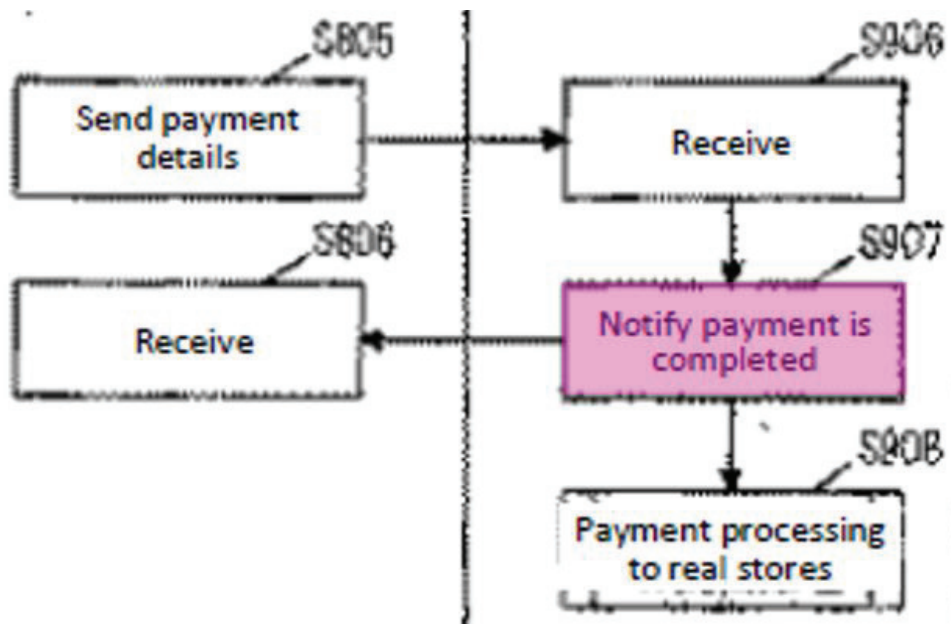 S805
Send payment
details
S906
Receive
S806
Receive
S907
Notify payment is
completed
S908
Payment processing
to real stores